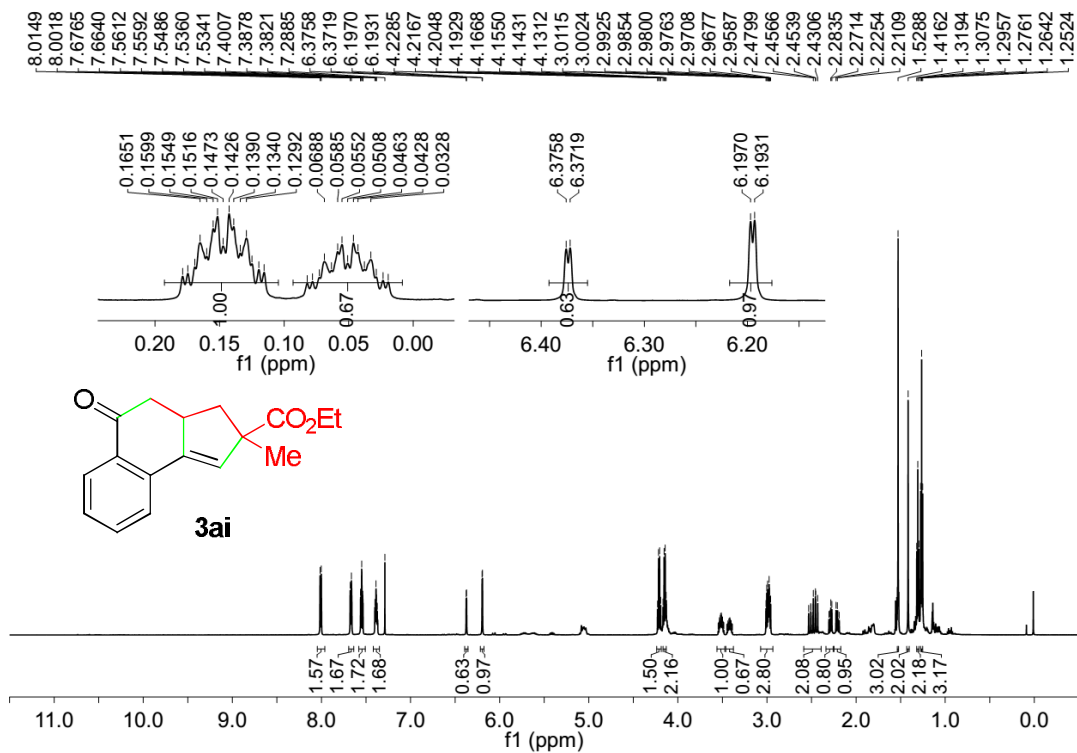 8.0149 8.0018 7.6765 7.6640 7.5612 7.5592 7.5486 7.5360 7.5341 7.4007 7.3878 7.3821 7.2885 6.3758 6.3719 6.1970 6.1931 4.2285 4.2167 4.2048 4.1929 4.1668 4.1550 4.1431 4.1312 3.0115 3.0024 2.9925 2.9854 2.9800 2.9763 2.9708 2.9677 2.9587 2.4799 2.4566 2.4539 2.4306 2.2835 2.2714 2.2254 2.2109 1.5288 1.4162 1.3194 1.3075 1.2957 1.2761 1.2642 1.2524
0.1651 0.1599 0.1549 0.1516 0.1473 0.1426 0.1390 0.1340 0.1292 0.0688 0.0585 0.0552 0.0508 0.0463 0.0428 0.0328
6.3758 6.3719 6.1970 6.1931
1.00 0.67 0.63 0.97
0.20 0.15 0.10 0.05 0.00
f1 (ppm)
6.40 6.30 6.20
f1 (ppm)
O
CO2Et
Me
3ai
1.57 1.67 1.72 1.68 0.63 0.97 1.50 2.16 1.00 0.67 2.80 2.08 0.80 0.95 3.02 2.02 2.18 3.17
11.0 10.0 9.0 8.0 7.0 6.0 5.0 4.0 3.0 2.0 1.0 0.0
f1 (ppm)